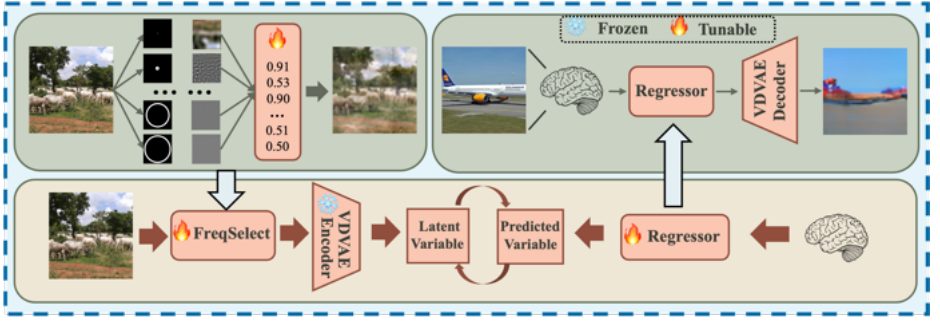 0.91
0.53
0.90
...
0.51
0.50
Frozen
Tunable
Regressor
VDVAE
Decoder
FreqSelect
VDVAE
Encoder
Latent
Variable
Predicted
Variable
Regressor